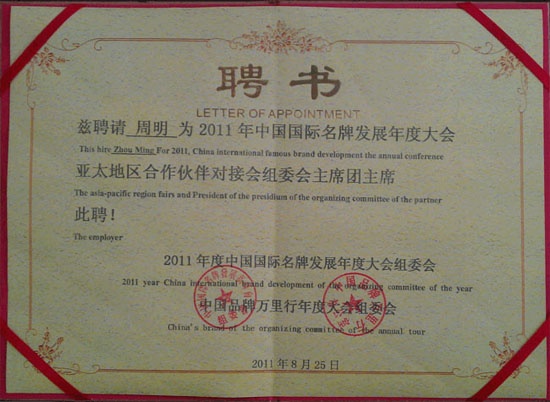 聘书
LETTER OF APPOINTMENT
兹聘请 周明 为2011年中国国际名牌发展年度大会
This hire Zhou Ming For 2011, China international famous brand development the annual conference
亚太地区合作伙伴对接会组委会主席团主席
The asia-pacific region fairs and President of the presidium of the organizing committee of the partner
此聘！
The employer
2011年度中国国际名牌发展年度大会组委会
2011 year China international brand development of the organizing committee of the year
中国品牌万里行年度大会组委会
China's brand of the organizing committee of the annual tour
2011年8月25日